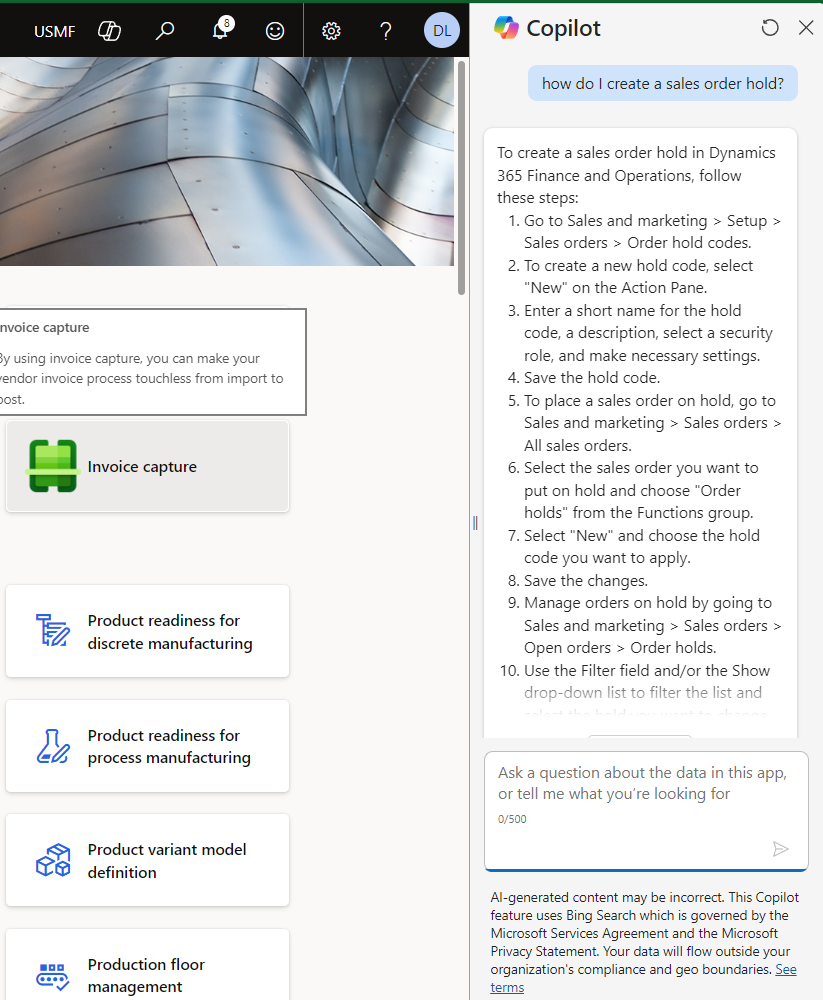 USMF
8
DL
Invoice capture
By using invoice capture, you can make your
vendor invoice process touchless from import to
post.
Invoice capture
Product readiness for
discrete manufacturing
Product readiness for
process manufacturing
Product variant model
definition
Production floor
management
Copilot
how do I create a sales order hold?
To create a sales order hold in Dynamics
365 Finance and Operations, follow
these steps:
1. Go to Sales and marketing > Setup >
Sales orders > Order hold codes.
2. To create a new hold code, select
"New" on the Action Pane.
3. Enter a short name for the hold
code, a description, select a security
role, and make necessary settings.
4. Save the hold code.
5. To place a sales order on hold, go to
Sales and marketing > Sales orders >
All sales orders.
6. Select the sales order you want to
put on hold and choose "Order
holds" from the Functions group.
7. Select "New" and choose the hold
code you want to apply.
8. Save the changes.
9. Manage orders on hold by going to
Sales and marketing > Sales orders >
Open orders > Order holds.
10. Use the Filter field and/or the Show
drop-down list to filter the list and
select the hold you want to change
Ask a question about the data in this app,
or tell me what you're looking for
0/500
AI-generated content may be incorrect. This Copilot
feature uses Bing Search which is governed by the
Microsoft Services Agreement and the Microsoft
Privacy Statement. Your data will flow outside your
organization's compliance and geo boundaries. See
terms